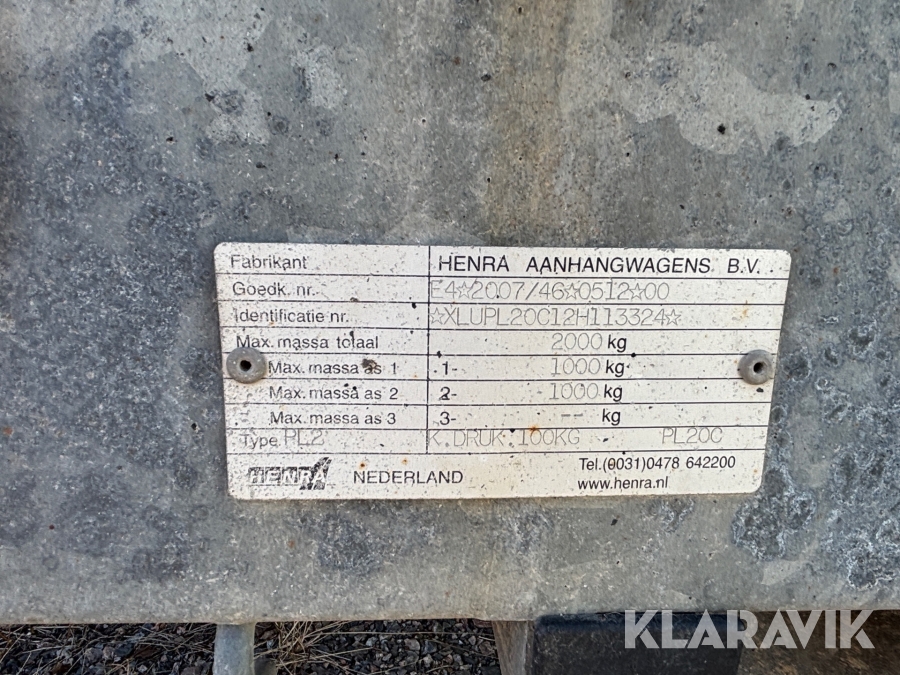 Fabrikant HENRA AANHANGWAGENS B.V.
Goedk. nr. E4☆2007/46☆0512☆00
Identificatie nr. ☆XLUPL20C12H113324☆
Max. massa totaal 2000 kg
Max. massa as 1 1- 1000 kg
Max. massa as 2 2- 1000 kg
Max. massa as 3 3- -- kg
Type PL2 K.DRUK 100KG PL20C
HENRA NEDERLAND Tel.(0031)0478 642200
www.henra.nl
KLARAVIK